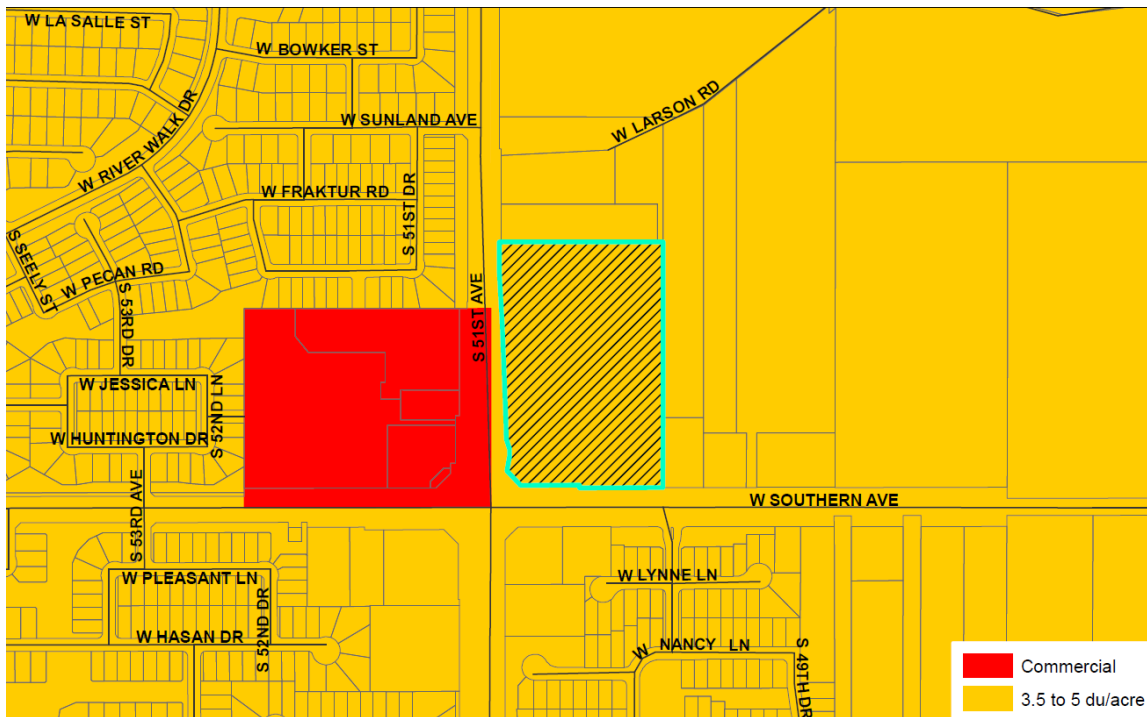 W LA SALLE ST
W BOWKER ST
W SUNLAND AVE
W LARSON RD
W RIVER WALK DR
W FRAKTUR RD
S 51ST DR
S SEELY ST
W PECAN RD
S 53RD DR
S 51ST AVE
W JESSICA LN
S 52ND LN
W HUNTINGTON DR
S 53RD AVE
W SOUTHERN AVE
W PLEASANT LN
S 52ND DR
W HASAN DR
W LYNNE LN
W NANCY LN
S 49TH DR
Commercial
3.5 to 5 du/acre